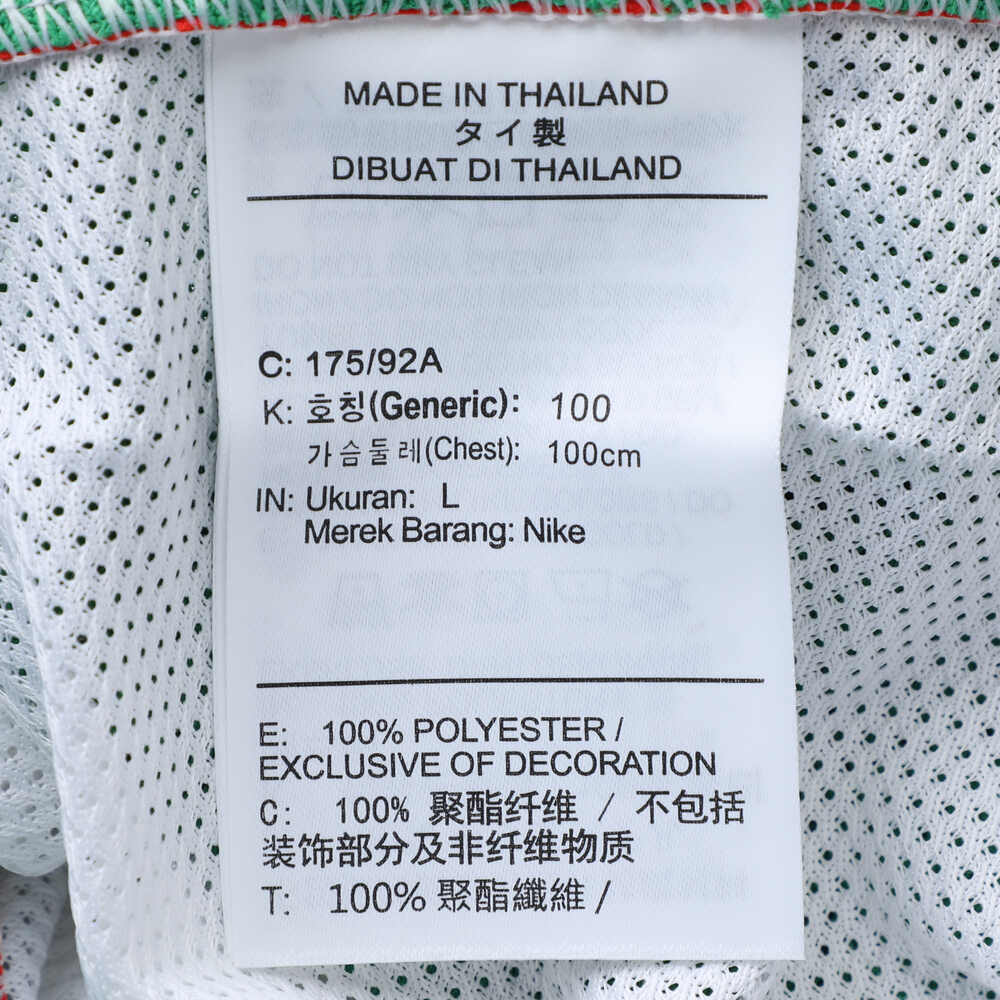 MADE IN THAILAND
タイ製
DIBUAT DI THAILAND
C: 175/92A
K: 호칭(Generic): 100
가슴둘레(Chest): 100cm
IN: Ukuran: L
Merek Barang: Nike
E: 100% POLYESTER /
EXCLUSIVE OF DECORATION
C: 100% 聚酯纤维 / 不包括
装饰部分及非纤维物质
T: 100% 聚酯纖維 /